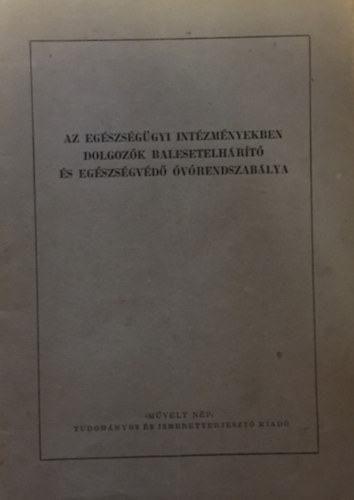 AZ EGÉSZSÉGÜGYI INTÉZMÉNYEKBEN
DOLGOZÓK BALESETELHÁRÍTÓ
ÉS EGÉSZSÉGVÉDŐ ÓVÓRENDSZABÁLYA
»MŰVELT NÉP«
TUDOMÁNYOS ÉS ISMERETTERJESZTŐ KIADÓ